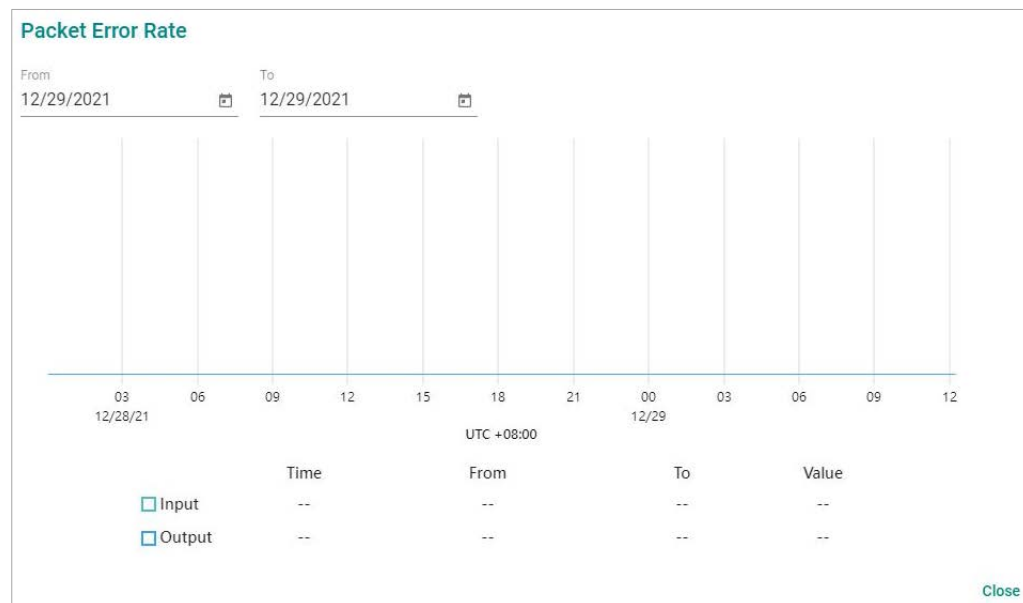 Packet Error Rate
From To
12/29/2021 12/29/2021
03 06 09 12 15 18 21 00 03 06 09 12
12/28/21 12/29
UTC +08:00
Time From To Value
Input -- -- -- --
Output -- -- -- --
Close